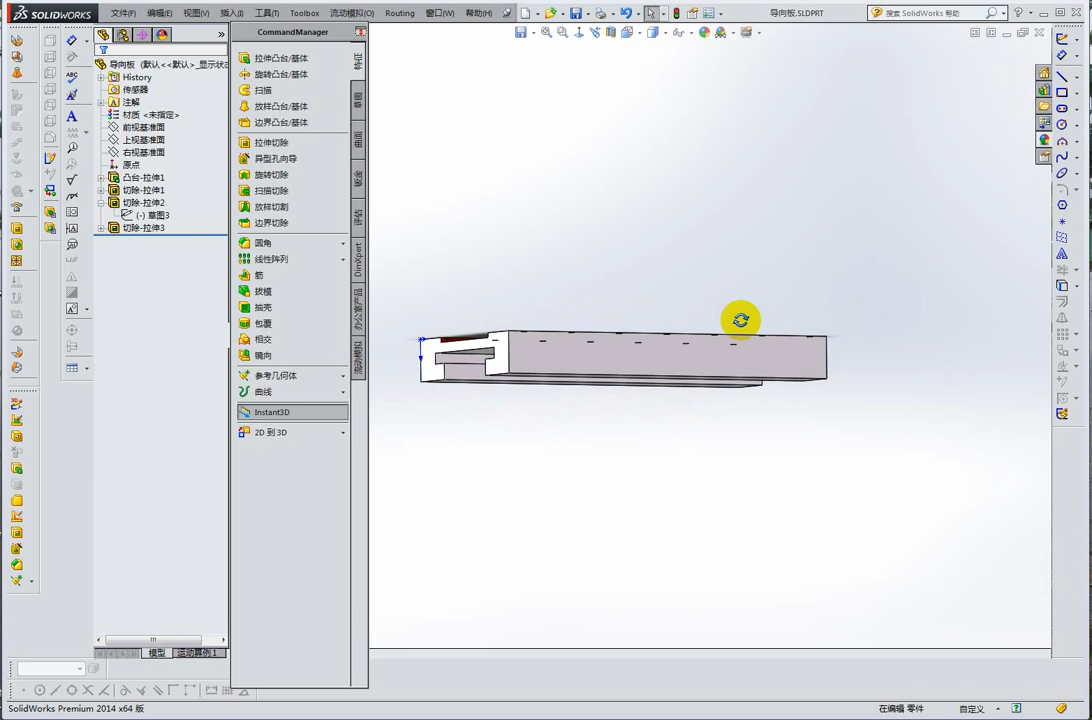 SOLIDWORKS 文件(F) 编辑(E) 视图(V) 插入(I) 工具(T) Toolbox 流动模拟(O) Routing 窗口(W) 帮助(H) 导向板.SLDPRT 搜索 SolidWorks 帮助
CommandManager
导向板 (默认<<默认>_显示状态
History
传感器
注解
材质 <未指定>
前视基准面
上视基准面
右视基准面
原点
凸台-拉伸1
切除-拉伸1
切除-拉伸2
(-) 草图3
切除-拉伸3
拉伸凸台/基体
旋转凸台/基体
扫描
放样凸台/基体
边界凸台/基体
拉伸切除
异型孔向导
旋转切除
扫描切除
放样切割
边界切除
圆角
线性阵列
筋
拔模
抽壳
包覆
相交
镜向
参考几何体
曲线
Instant3D
2D 到 3D
特征
草图
曲面
钣金
评估
DimXpert
办公室产品
流动模拟
模型 运动算例 1
SolidWorks Premium 2014 x64 版 在编辑 零件 自定义